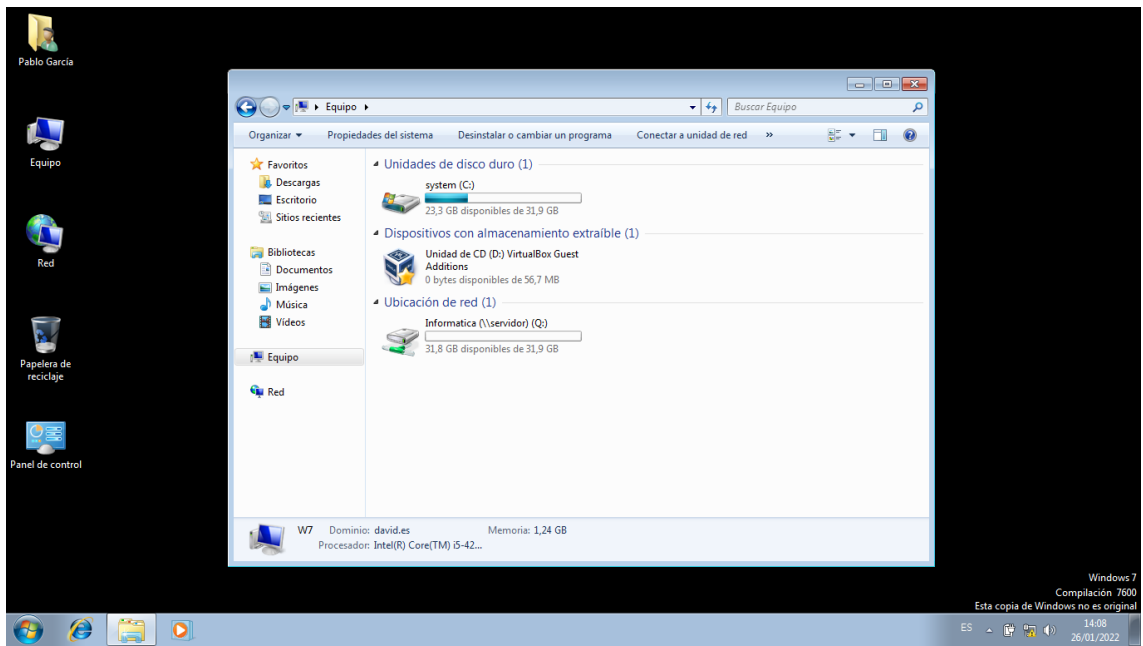 Pablo García
Equipo
Red
Papelera de
reciclaje
Panel de control
Equipo
Buscar Equipo
Organizar
Propiedades del sistema
Desinstalar o cambiar un programa
Conectar a unidad de red
»
Favoritos
Descargas
Escritorio
Sitios recientes
Bibliotecas
Documentos
Imágenes
Música
Vídeos
Equipo
Red
Unidades de disco duro (1)
system (C:)
23,3 GB disponibles de 31,9 GB
Dispositivos con almacenamiento extraíble (1)
Unidad de CD (D:) VirtualBox Guest
Additions
0 bytes disponibles de 56,7 MB
Ubicación de red (1)
Informatica (\\servidor) (Q:)
31,8 GB disponibles de 31,9 GB
W7 Dominio: david.es Memoria: 1,24 GB
Procesador: Intel(R) Core(TM) i5-42...
Windows 7
Compilación 7600
Esta copia de Windows no es original
ES
14:08
26/01/2022